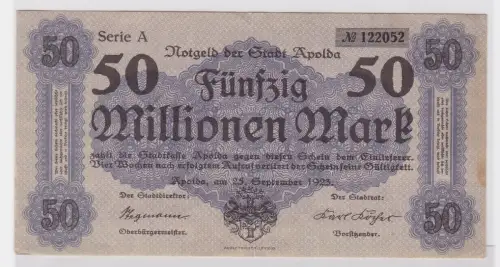 50
Serie A
№ 122052
50
Notgeld der Stadt Apolda
50 Fünfzig 50
Millionen Mark
zahlt die Stadtkasse Apolda gegen diesen Schein dem Einlieferer.
Vier Wochen nach erfolgtem Aufruf verliert der Schein seine Gültigkeit.
Apolda, am 25. September 1923.
Der Stadtdirektor:
Der Stadtrat:
Stegmann
Oberbürgermeister.
Vorsitzender.
50
50